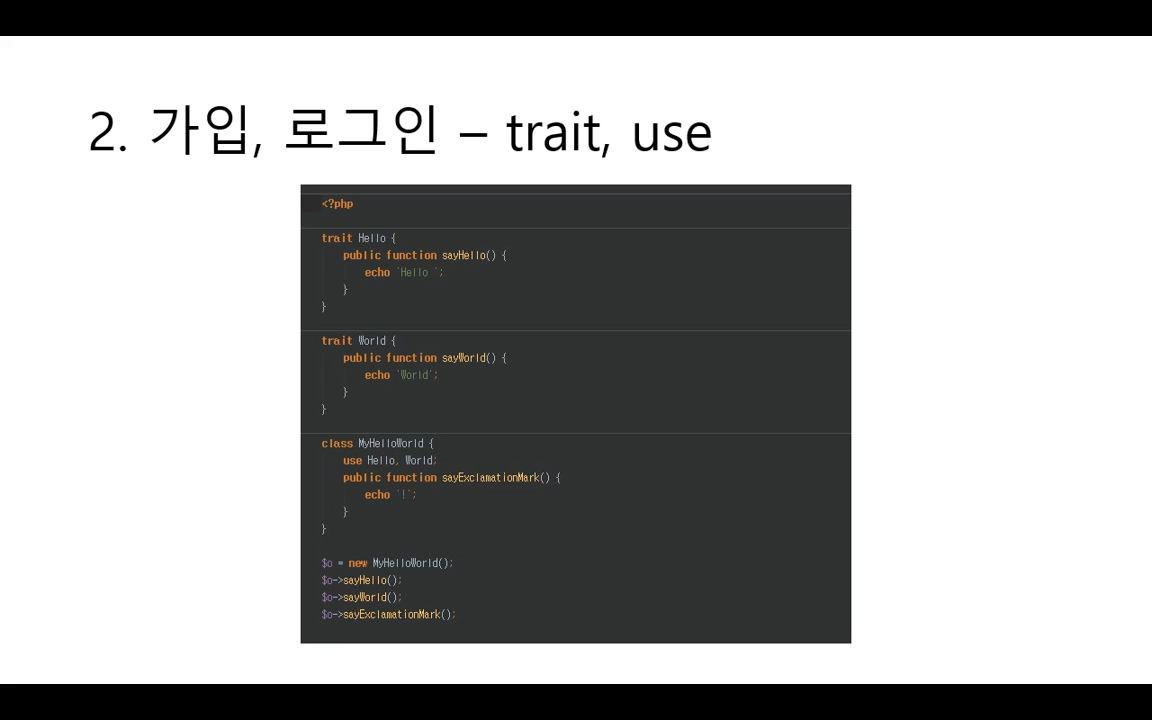 2. 가입, 로그인 – trait, use
<?php
trait Hello {
public function sayHello() {
echo 'Hello ';
}
}
trait World {
public function sayWorld() {
echo 'World';
}
}
class MyHelloWorld {
use Hello, World;
public function sayExclamationMark() {
echo '!';
}
}
$o = new MyHelloWorld();
$o->sayHello();
$o->sayWorld();
$o->sayExclamationMark();